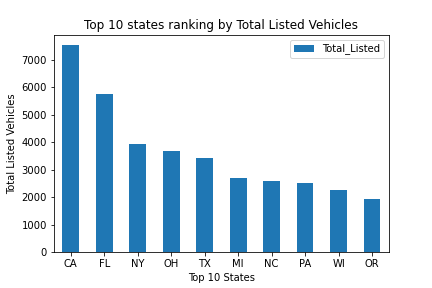 Top 10 states ranking by Total Listed Vehicles
Total_Listed
7000
6000
5000
4000
3000
2000
1000
0
Total Listed Vehicles
CA FL NY OH TX MI NC PA WI OR
Top 10 States